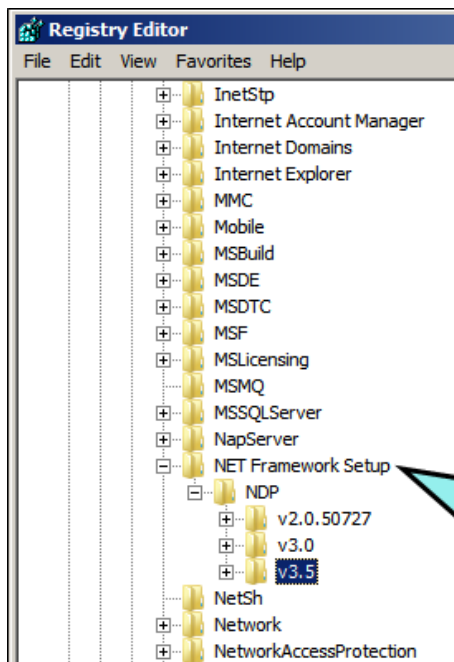 Registry Editor
File Edit View Favorites Help
InetStp
Internet Account Manager
Internet Domains
Internet Explorer
MMC
Mobile
MSBuild
MSDE
MSDTC
MSF
MSLicensing
MSMQ
MSSQLServer
NapServer
NET Framework Setup
NDP
v2.0.50727
v3.0
v3.5
NetSh
Network
NetworkAccessProtection